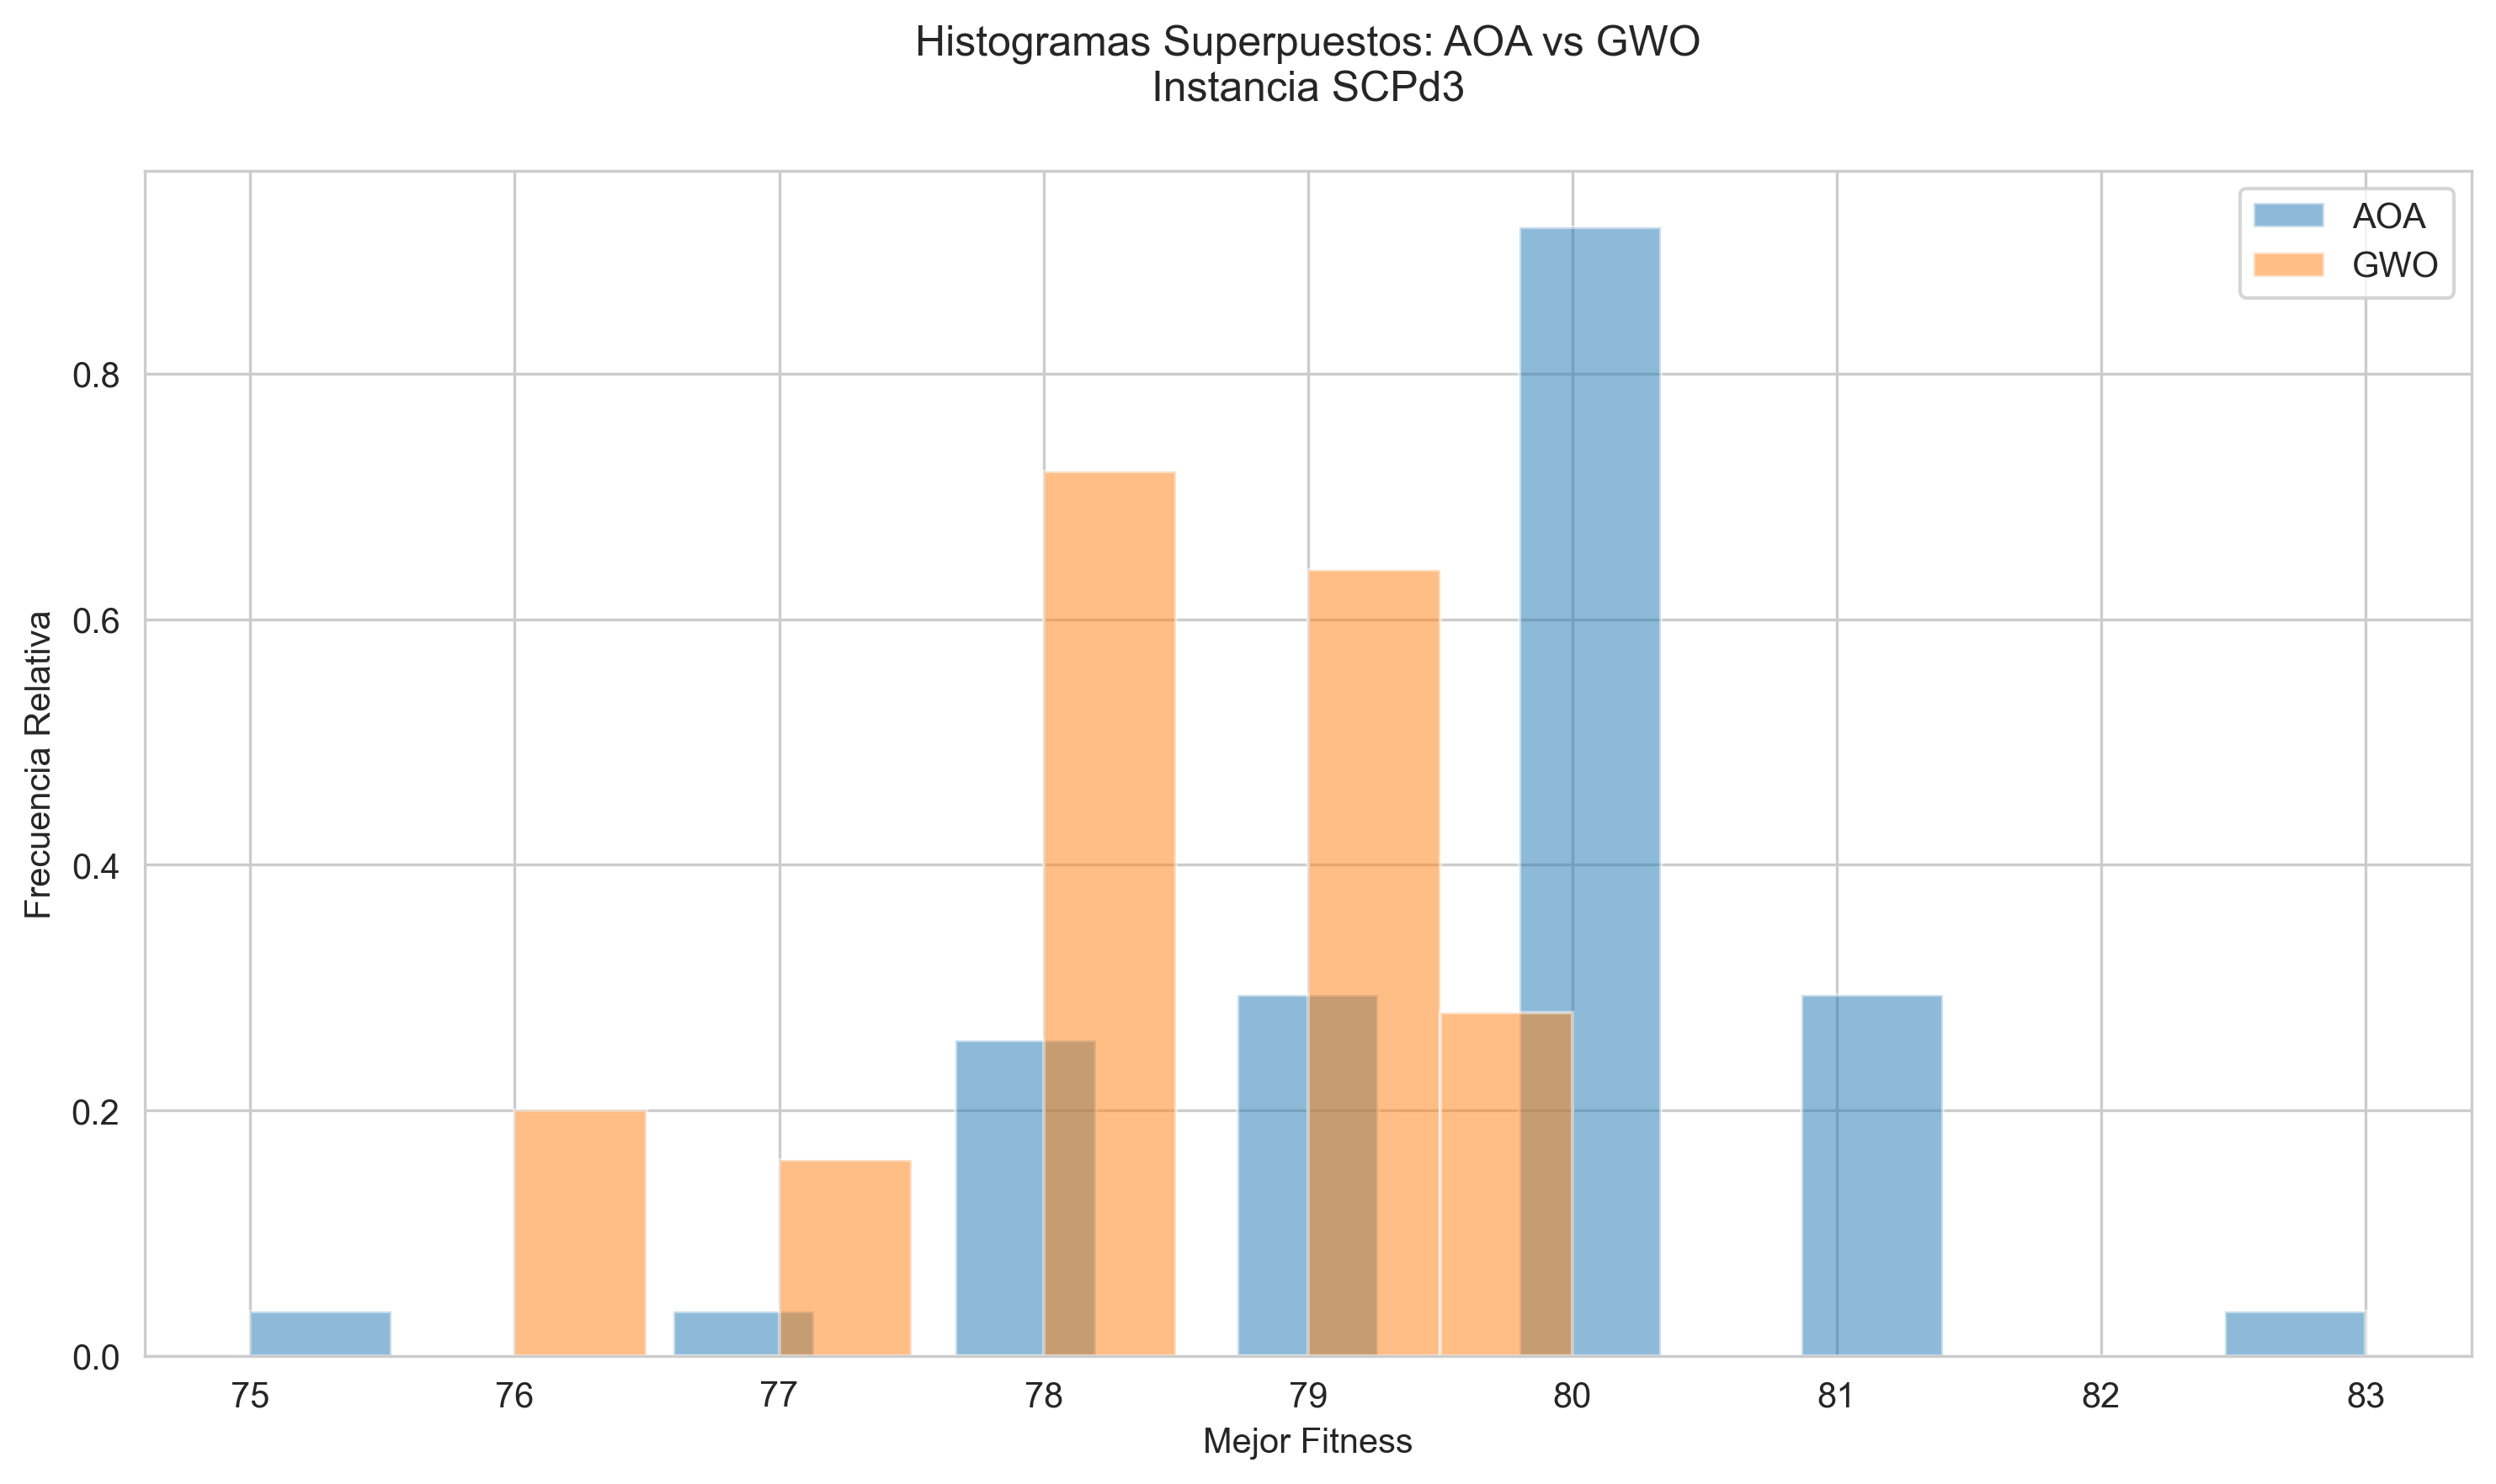 Histogramas Superpuestos: AOA vs GWO
Instancia SCPd3
AOA
GWO
Frecuencia Relativa
0.8
0.6
0.4
0.2
0.0
75 76 77 78 79 80 81 82 83
Mejor Fitness